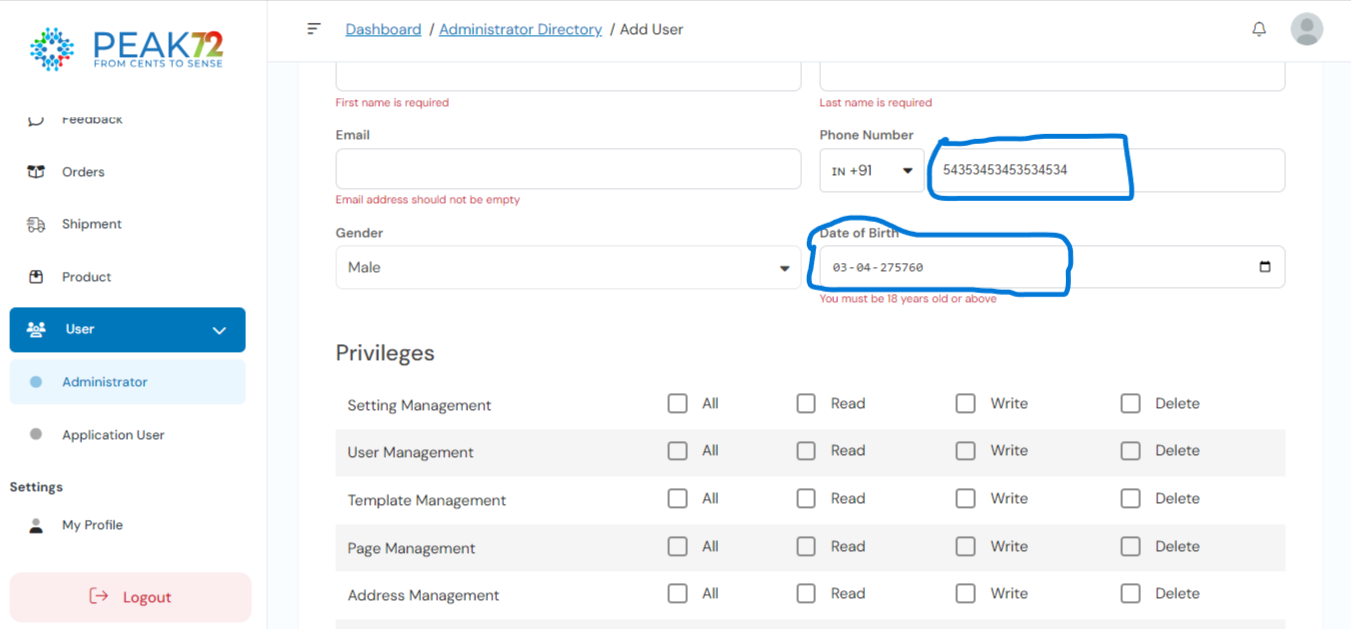 PEAK72
FROM CENTS TO SENSE
Dashboard / Administrator Directory / Add User
Feedback
Orders
Shipment
Product
User
Administrator
Application User
Settings
My Profile
Logout
First name is required
Last name is required
Email
Phone Number
IN +91
54353453453534534
Email address should not be empty
Gender
Date of Birth
Male
03-04-275760
You must be 18 years old or above
Privileges
Setting Management All Read Write Delete
User Management All Read Write Delete
Template Management All Read Write Delete
Page Management All Read Write Delete
Address Management All Read Write Delete